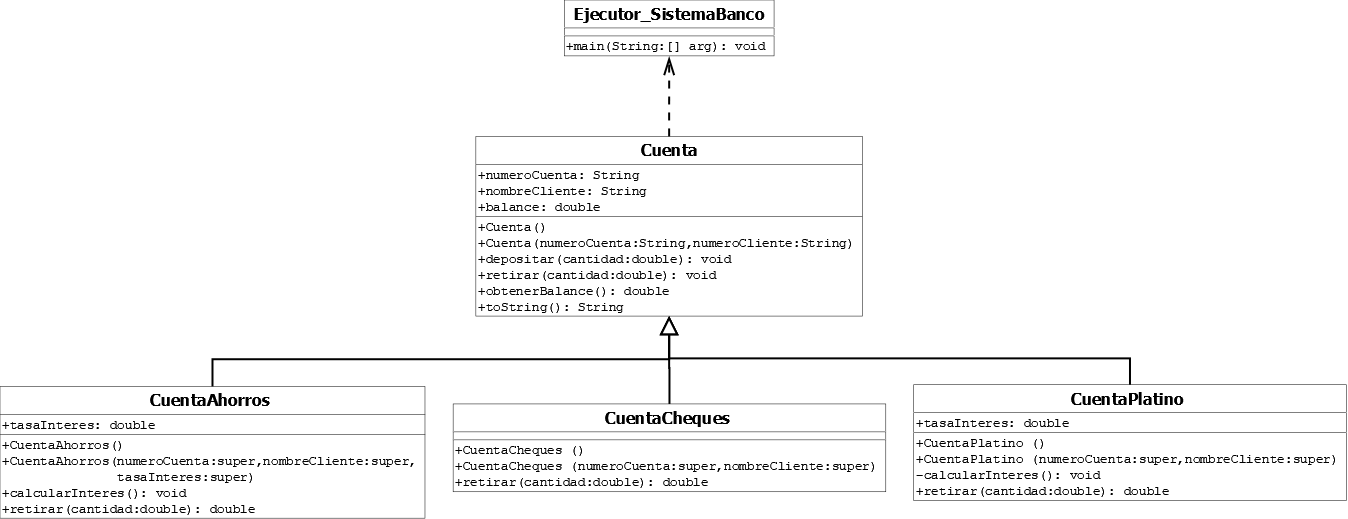 Ejecutor_SistemaBanco
+main(String:[] arg): void
Cuenta
+numeroCuenta: String
+nombreCliente: String
+balance: double
+Cuenta()
+Cuenta(numeroCuenta:String,numeroCliente:String)
+depositar(cantidad:double): void
+retirar(cantidad:double): void
+obtenerBalance(): double
+toString(): String
CuentaAhorros
+tasaInteres: double
+CuentaAhorros()
+CuentaAhorros(numeroCuenta:super,nombreCliente:super,
tasaInteres:super)
+calcularInteres(): void
+retirar(cantidad:double): double
CuentaCheques
+CuentaCheques ()
+CuentaCheques (numeroCuenta:super,nombreCliente:super)
+retirar(cantidad:double): double
CuentaPlatino
+tasaInteres: double
+CuentaPlatino ()
+CuentaPlatino (numeroCuenta:super,nombreCliente:super)
-calcularInteres(): void
+retirar(cantidad:double): double